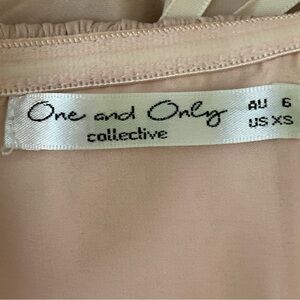 One and Only
collective
AU 6
US XS